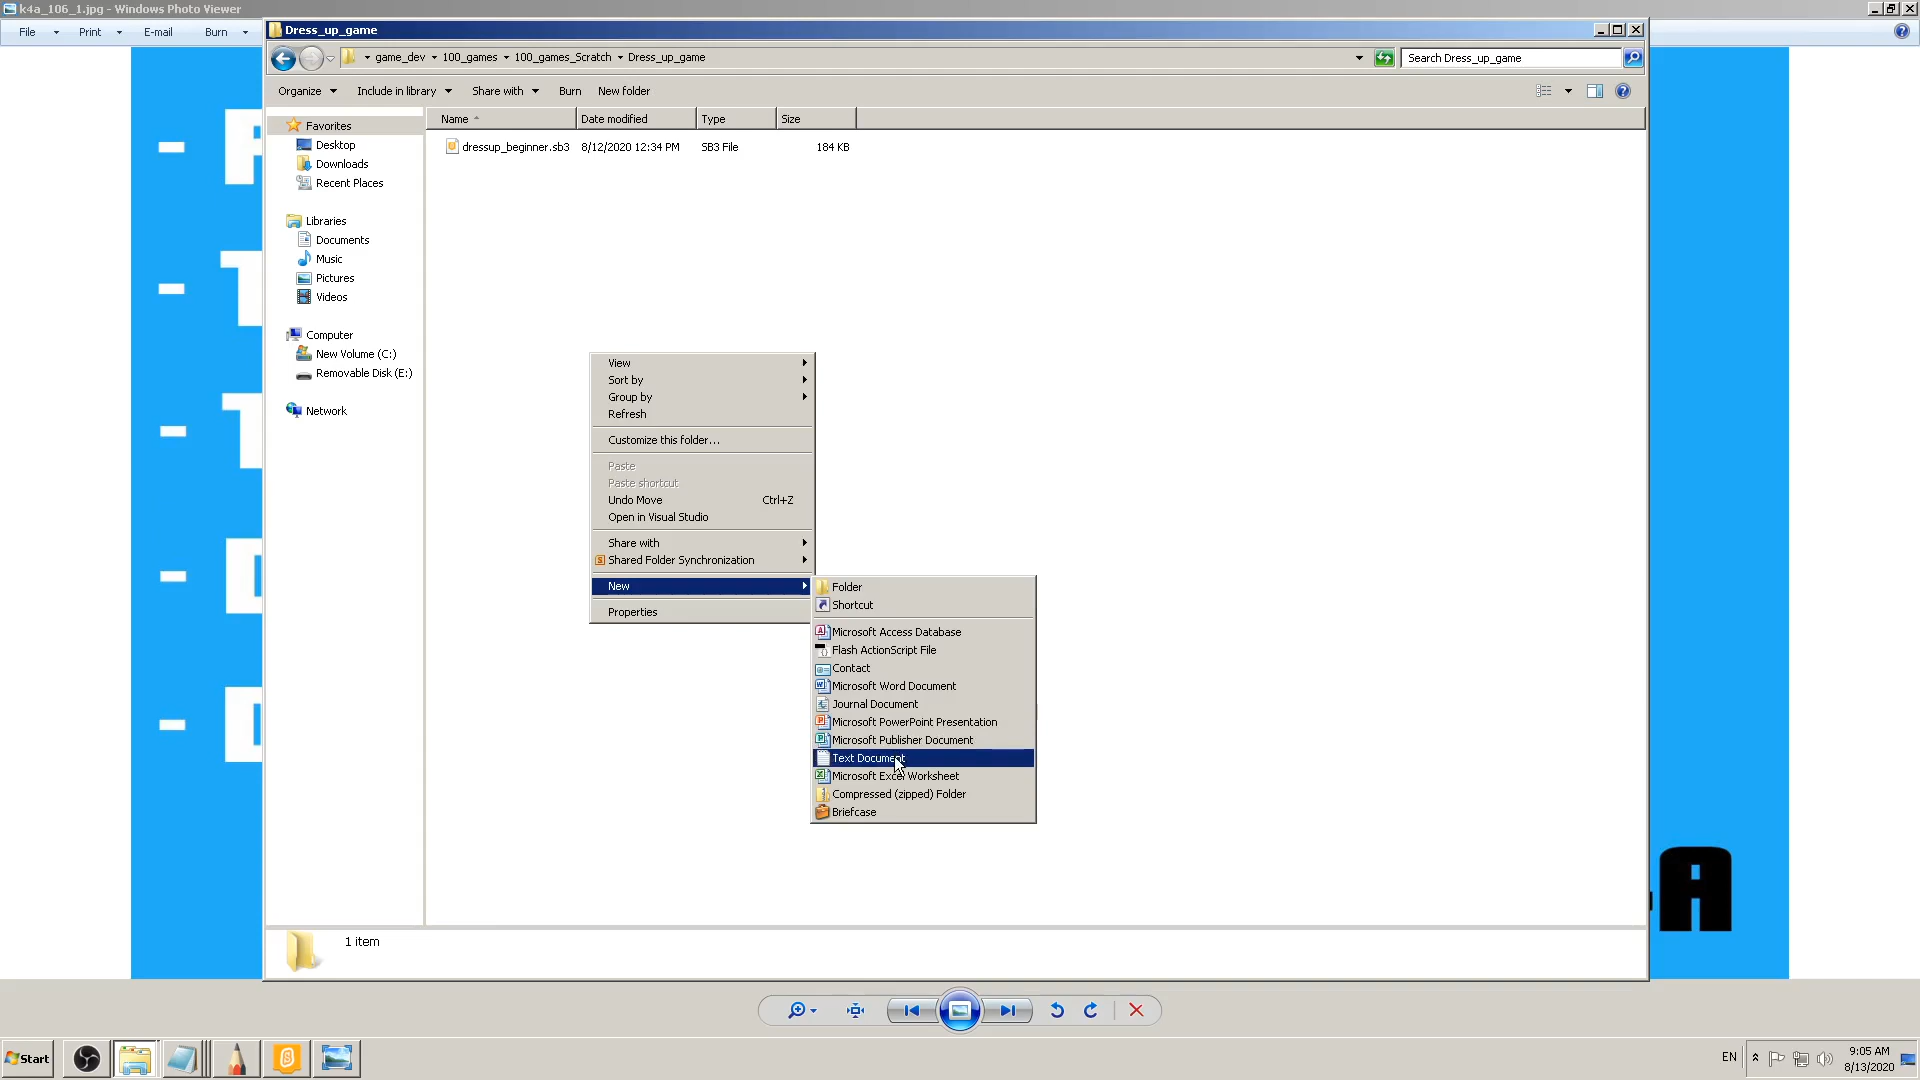 k4a_106_1.jpg - Windows Photo Viewer
File Print E-mail Burn
Dress_up_game
game_dev 100_games 100_games_Scratch Dress_up_game
Search Dress_up_game
Organize Include in library Share with Burn New folder
Name Date modified Type Size
dressup_beginner.sb3 8/12/2020 12:34 PM SB3 File 184 KB
Favorites
Desktop
Downloads
Recent Places
Libraries
Documents
Music
Pictures
Videos
Computer
New Volume (C:)
Removable Disk (E:)
Network
View
Sort by
Group by
Refresh
Customize this folder...
Paste
Paste shortcut
Undo Move Ctrl+Z
Open in Visual Studio
Share with
Shared Folder Synchronization
New
Properties
Folder
Shortcut
Microsoft Access Database
Flash ActionScript File
Contact
Microsoft Word Document
Journal Document
Microsoft PowerPoint Presentation
Microsoft Publisher Document
Text Document
Microsoft Excel Worksheet
Compressed (zipped) Folder
Briefcase
1 item
Start
EN
9:05 AM
8/13/2020